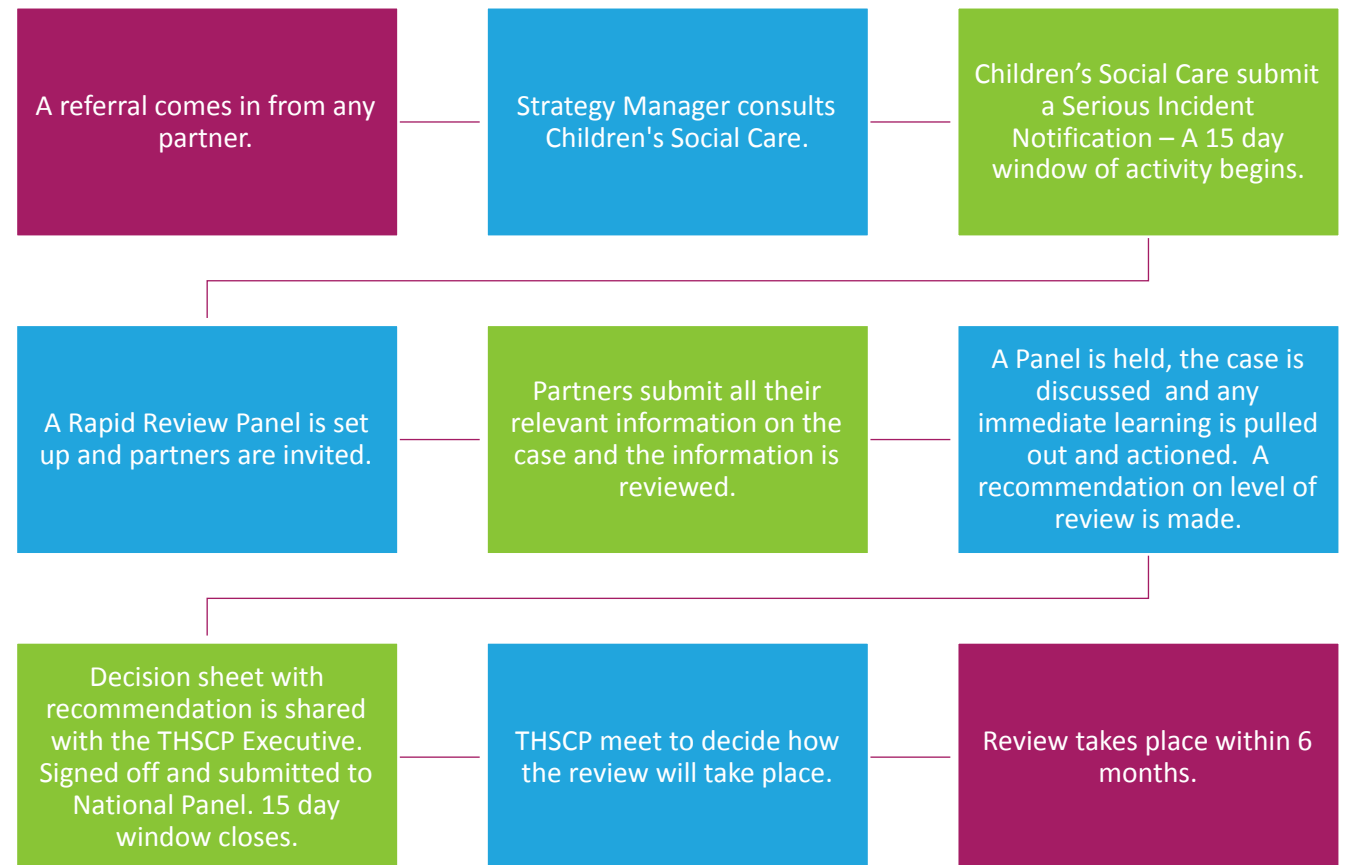 A referral comes in from any
partner.
Strategy Manager consults
Children's Social Care.
Children’s Social Care submit
a Serious Incident
Notification – A 15 day
window of activity begins.
A Rapid Review Panel is set
up and partners are invited.
Partners submit all their
relevant information on the
case and the information is
reviewed.
A Panel is held, the case is
discussed  and any
immediate learning is pulled
out and actioned.  A
recommendation on level of
review is made.
Decision sheet with
recommendation is shared
with the THSCP Executive.
Signed off and submitted to
National Panel. 15 day
window closes.
THSCP meet to decide how
the review will take place.
Review takes place within 6
months.